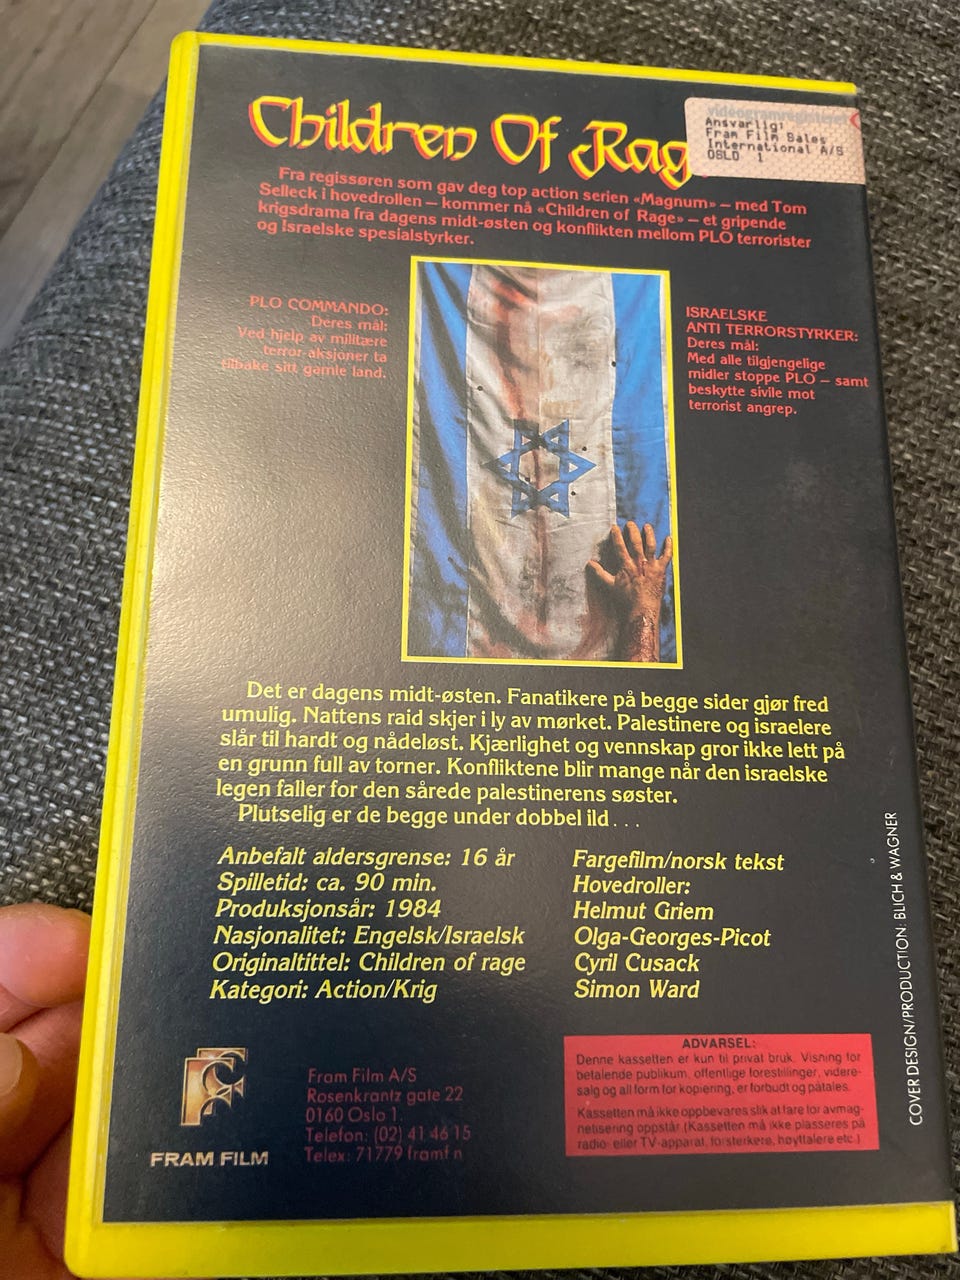 Children Of Rag
videogramregisteret
Ansvarlig:
Fram Film Sales
International A/S
OSLO 1
Fra regissøren som gav deg top action serien «Magnum» – med Tom
Selleck i hovedrollen – kommer nå «Children of Rage» – et gripende
krigsdrama fra dagens midt-østen og konflikten mellom PLO terrorister
og Israelske spesialstyrker.
PLO COMMANDO:
Deres mål:
Ved hjelp av militære
terror aksjoner ta
tilbake sitt gamle land.
ISRAELSKE
ANTI TERRORSTYRKER:
Deres mål:
Med alle tilgjengelige
midler stoppe PLO – samt
beskytte sivile mot
terrorist angrep.
Det er dagens midt-østen. Fanatikere på begge sider gjør fred
umulig. Nattens raid skjer i ly av mørket. Palestinere og israelere
slår til hardt og nådeløst. Kjærlighet og vennskap gror ikke lett på
en grunn full av torner. Konfliktene blir mange når den israelske
legen faller for den sårede palestinerens søster.
Plutselig er de begge under dobbel ild . . .
Anbefalt aldersgrense: 16 år
Spilletid: ca. 90 min.
Produksjonsår: 1984
Nasjonalitet: Engelsk/Israelsk
Originaltittel: Children of rage
Kategori: Action/Krig
Fargefilm/norsk tekst
Hovedroller:
Helmut Griem
Olga-Georges-Picot
Cyril Cusack
Simon Ward
FRAM FILM
Fram Film A/S
Rosenkrantz gate 22
0160 Oslo 1.
Telefon: (02) 41 46 15
Telex: 71779 framf n
ADVARSEL:
Denne kassetten er kun til privat bruk. Visning for
betalende publikum, offentlige forestillinger, videre-
salg og all form for kopiering, er forbudt og påtales.
Kassetten må ikke oppbevares slik at fare for avmag-
netisering oppstår. (Kassetten må ikke plasseres på
radio- eller TV-apparat, forsterkere, høyttalere etc.)
COVER DESIGN/PRODUCTION: BLICH & WAGNER